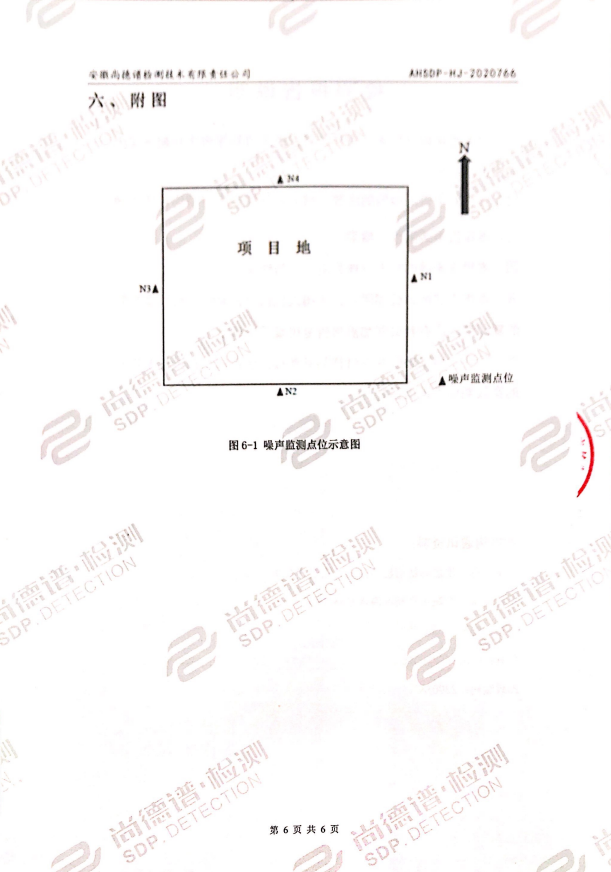 安徽尚德谱检测技术有限责任公司 AHSDP-HJ-2020766
六、附图
N
▲ N4
项 目 地
▲ N1
N3▲
▲噪声监测点位
▲N2
图 6-1 噪声监测点位示意图
第 6 页 共 6 页
尚德谱·检测
SDP. DETECTION